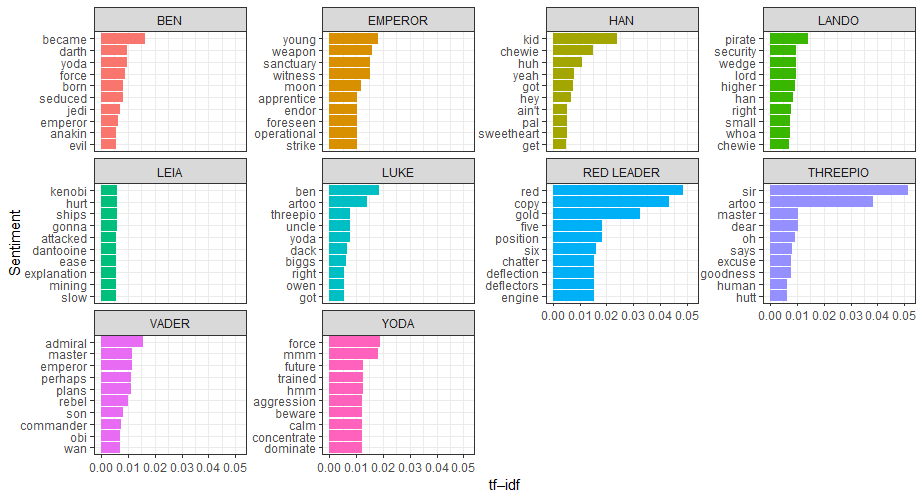 BEN
became
darth
yoda
force
born
seduced
jedi
emperor
anakin
evil
EMPEROR
young
weapon
sanctuary
witness
moon
apprentice
endor
foreseen
operational
strike
HAN
kid
chewie
huh
yeah
got
hey
ain't
pal
sweetheart
get
LANDO
pirate
security
wedge
lord
higher
han
right
small
whoa
chewie
Sentiment
LEIA
kenobi
hurt
ships
gonna
attacked
dantooine
ease
explanation
mining
slow
LUKE
ben
artoo
threepio
uncle
yoda
dack
biggs
right
owen
got
RED LEADER
red
copy
gold
five
position
six
chatter
deflection
deflectors
engine
0.00 0.01 0.02 0.03 0.04 0.05
THREEPIO
sir
artoo
master
dear
oh
says
excuse
goodness
human
hutt
0.00 0.01 0.02 0.03 0.04 0.05
VADER
admiral
master
emperor
perhaps
plans
rebel
son
commander
obi
wan
0.00 0.01 0.02 0.03 0.04 0.05
YODA
force
mmm
future
trained
hmm
aggression
beware
calm
concentrate
dominate
0.00 0.01 0.02 0.03 0.04 0.05
tf–idf